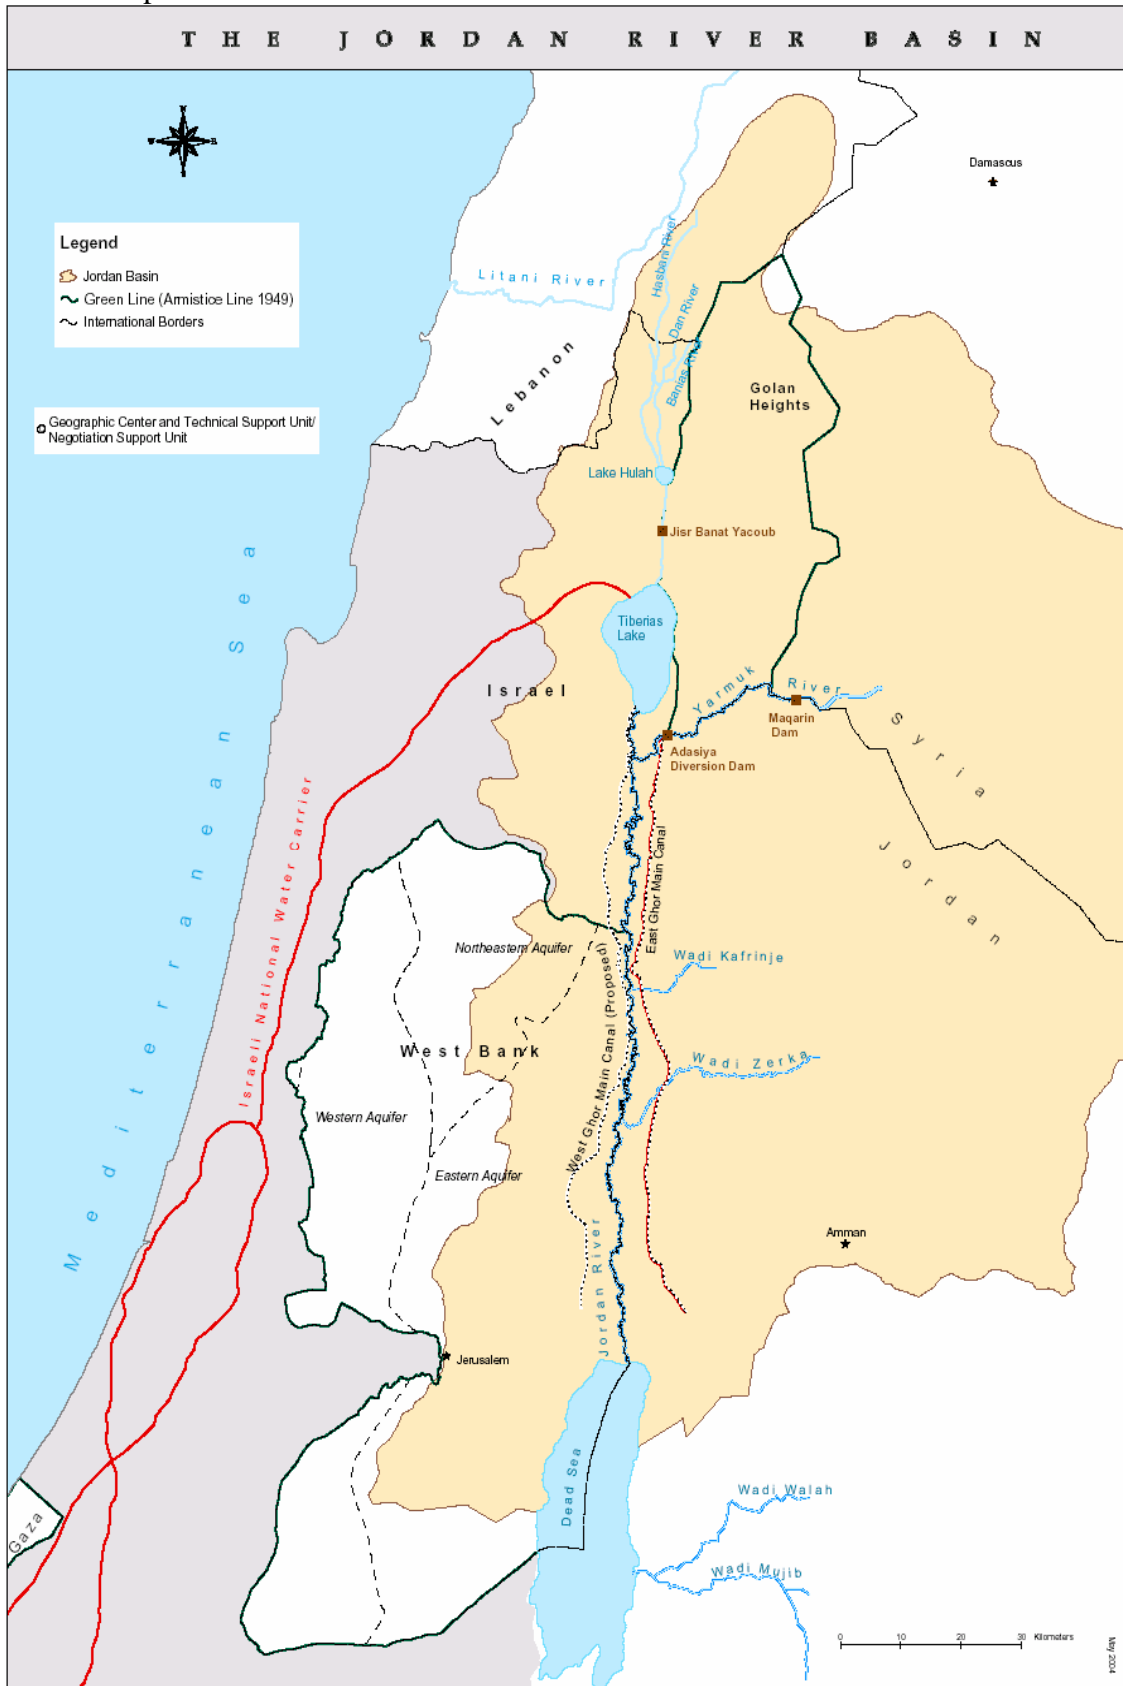 THE JORDAN RIVER BASIN
N
W
E
S
Damascus
Legend
Jordan Basin
Green Line (Armistice Line 1949)
International Borders
Geographic Center and Technical Support Unit/
Negotiation Support Unit
Litani River
Hasbani River
Dan River
Banias River
Lebanon
Golan
Heights
Lake Hulah
Jisr Banat Yacoub
Mediterranean Sea
Tiberias
Lake
Israel
Yarmuk River
Maqarin
Dam
Adasiya
Diversion Dam
Syria
Jordan
Israeli National Water Carrier
East Ghor Main Canal
Northeastern Aquifer
West Ghor Main Canal (Proposed)
Wadi Kafrinje
West Bank
Wadi Zerka
Western Aquifer
Eastern Aquifer
Jordan River
Amman
Jerusalem
Dead Sea
Wadi Walah
Gaza
Wadi Mujib
0 10 20 30 Kilometers
May 2004